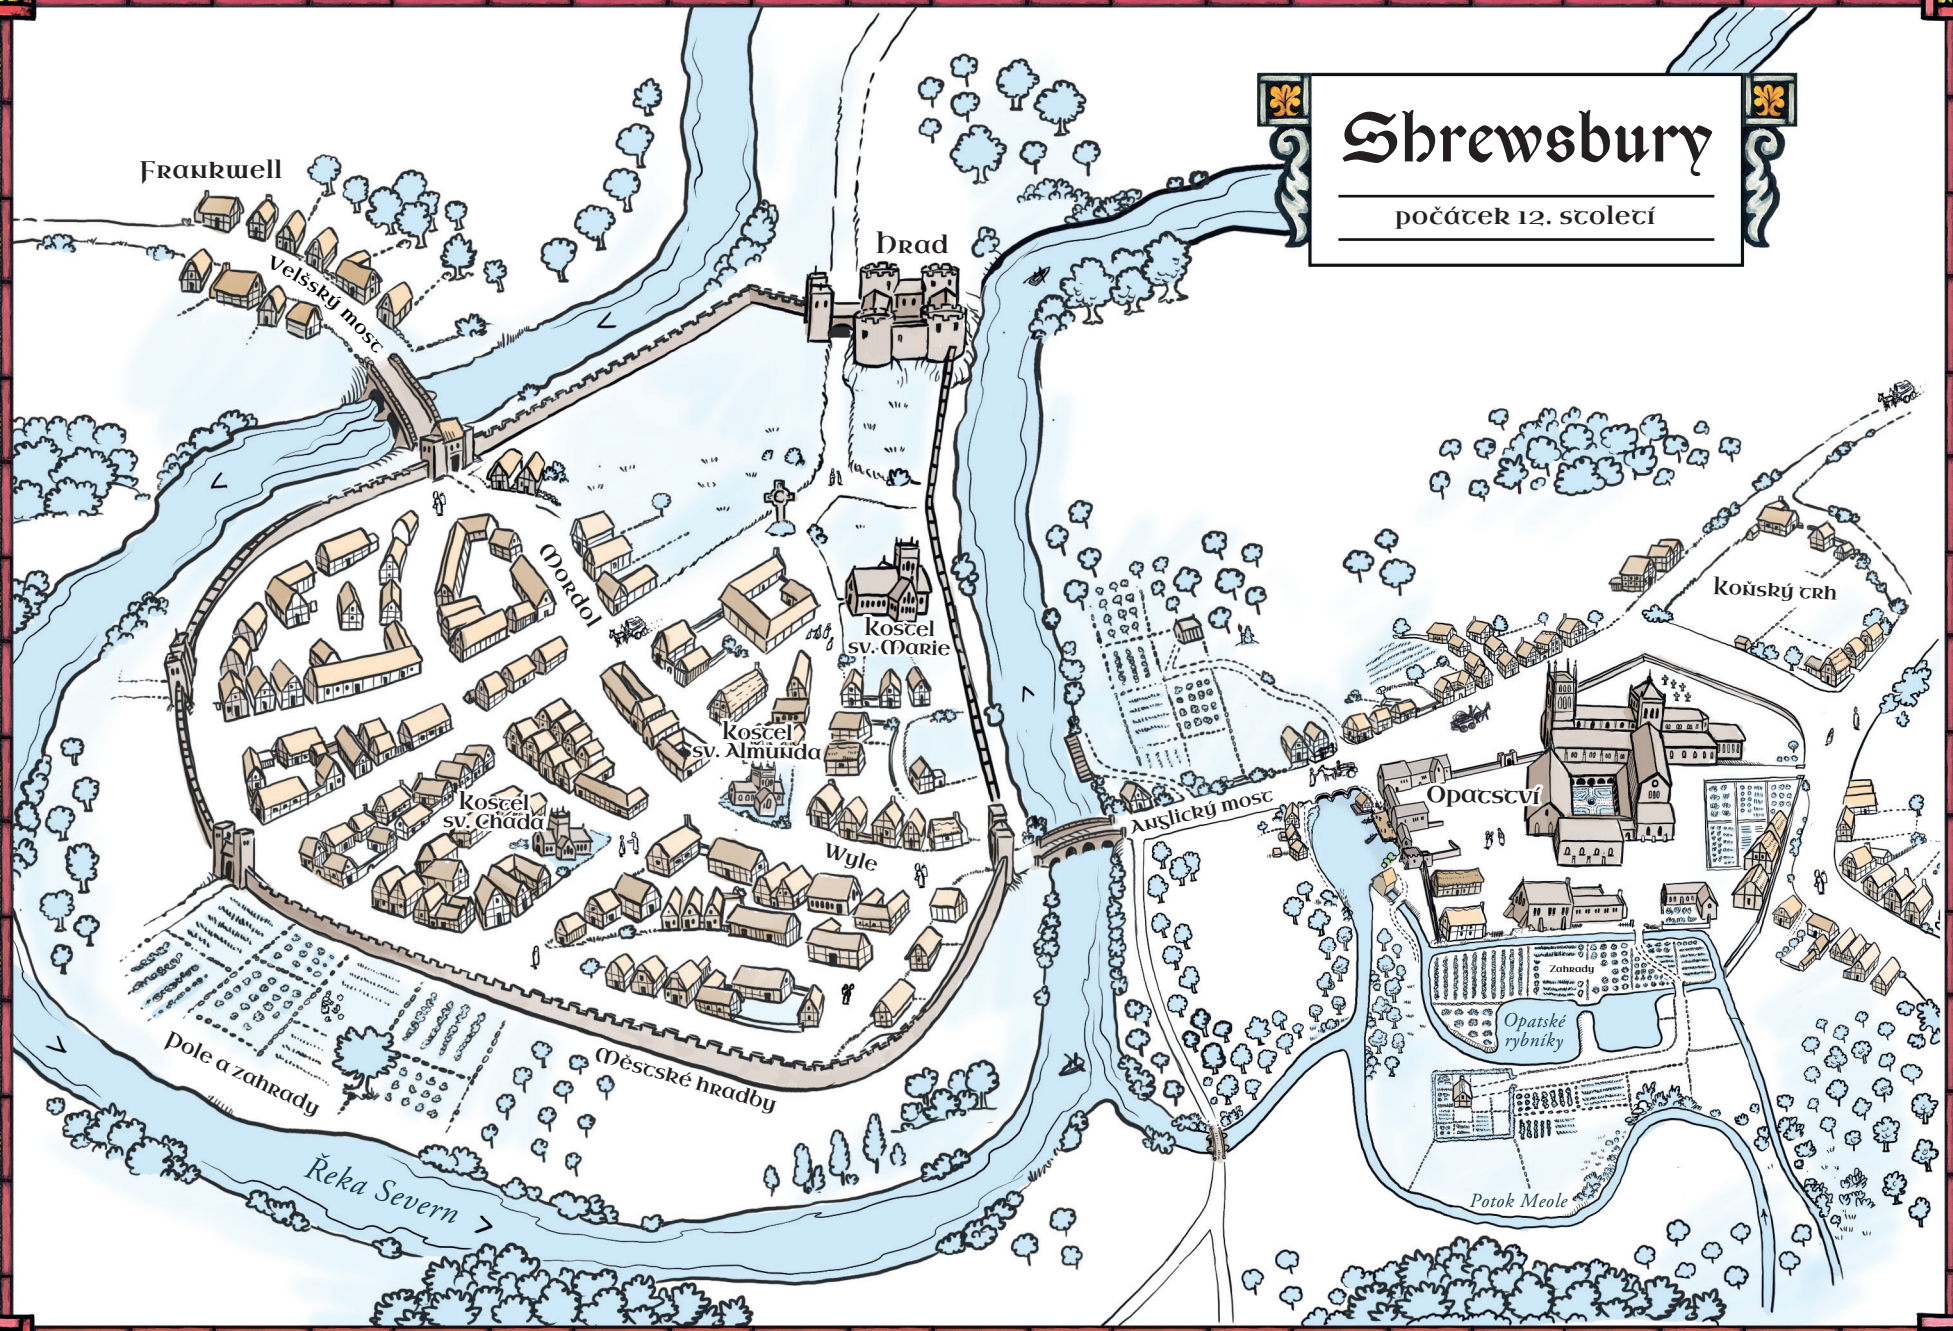 Shrewsbury
počátek 12. století
Frankwell
Velšský most
hrad
Mordol
kostel
sv. Marie
kostel
sv. Almunda
kostel
sv. Chada
Wyle
Anglický most
Koňský trh
Opatství
Zahrady
Opatské
rybníky
Pole a zahrady
Městské hradby
Řeka Severn
Potok Meole